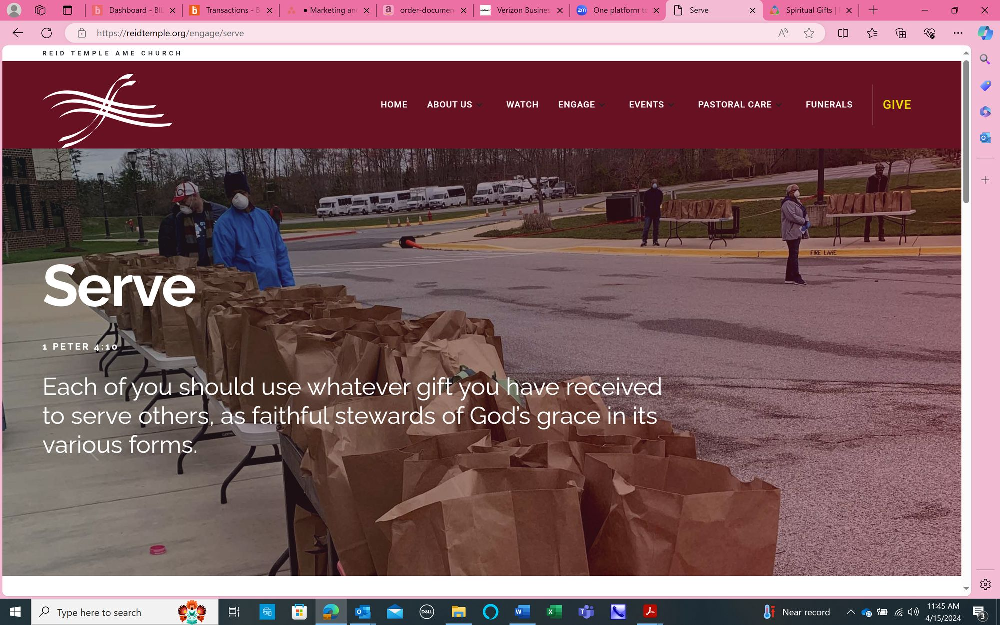 Dashboard - BIL
Transactions - B
• Marketing an
order-documen
Verizon Busines
One platform to
Serve
Spiritual Gifts |
https://reidtemple.org/engage/serve
REID TEMPLE AME CHURCH
HOME ABOUT US WATCH ENGAGE EVENTS PASTORAL CARE FUNERALS GIVE
FIRE LANE
Serve
1 PETER 4:10
Each of you should use whatever gift you have received
to serve others, as faithful stewards of God's grace in its
various forms.
Type here to search
DELL
Near record
11:45 AM
4/15/2024
3